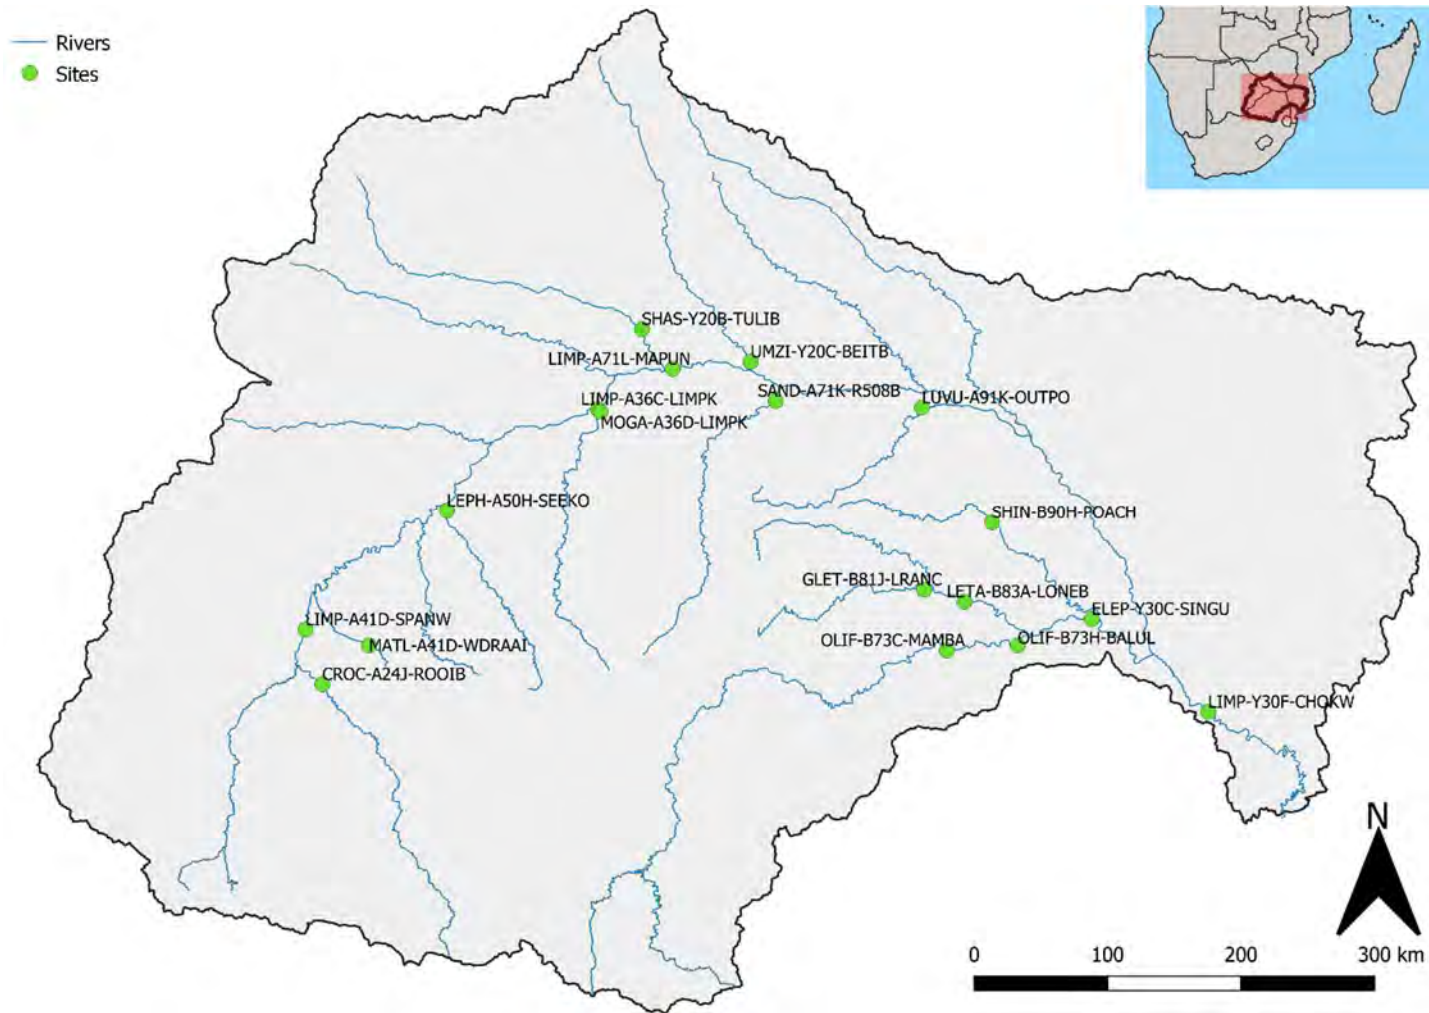 Rivers
Sites
SHAS-Y20B-TULIB
LIMP-A71L-MAPUN
UMZI-Y20C-BEITB
SAND-A71K-R508B
LIMP-A36C-LIMPK
LUVU-A91K-OUTPO
MOGA-A36D-LIMPK
LEPH-A50H-SEEKO
SHIN-B90H-POACH
GLET-B81J-LRANC
LETA-B83A-LONEB
ELEP-Y30C-SINGU
LIMP-A41D-SPANW
OLIF-B73C-MAMBA
OLIF-B73H-BALUL
MATL-A41D-WDRAAI
CROC-A24J-ROOIB
LIMP-Y30F-CHOKW
N
0 100 200 300 km